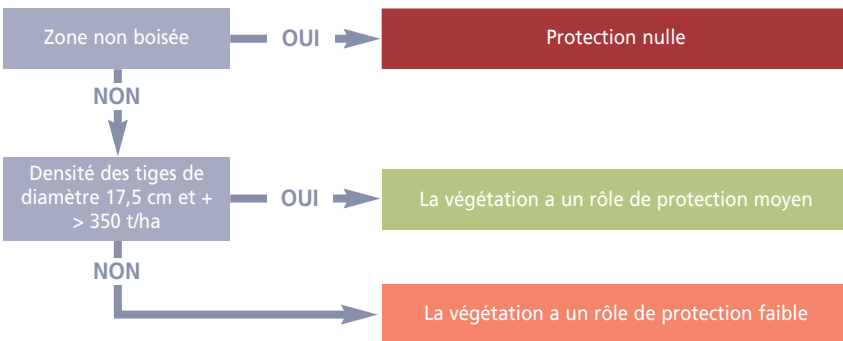 Zone non boisée
OUI
Protection nulle
NON
Densité des tiges de
diamètre 17,5 cm et +
> 350 t/ha
OUI
La végétation a un rôle de protection moyen
NON
La végétation a un rôle de protection faible